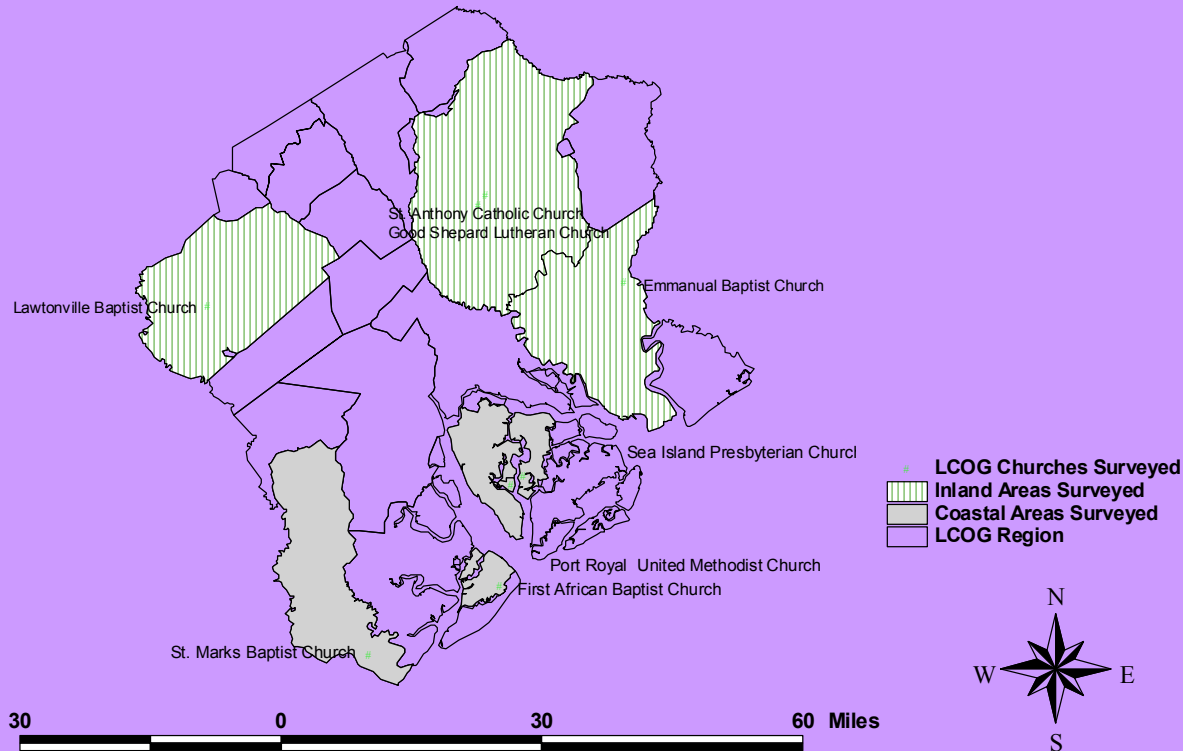 St. Anthony Catholic Church
Good Shepard Lutheran Church
Emmanual Baptist Church
Lawtonville Baptist Church
Sea Island Presbyterian Churcl
LCOG Churches Surveyed
Inland Areas Surveyed
Coastal Areas Surveyed
LCOG Region
Port Royal United Methodist Church
First African Baptist Church
St. Marks Baptist Church
N
W E
S
30 0 30 60 Miles